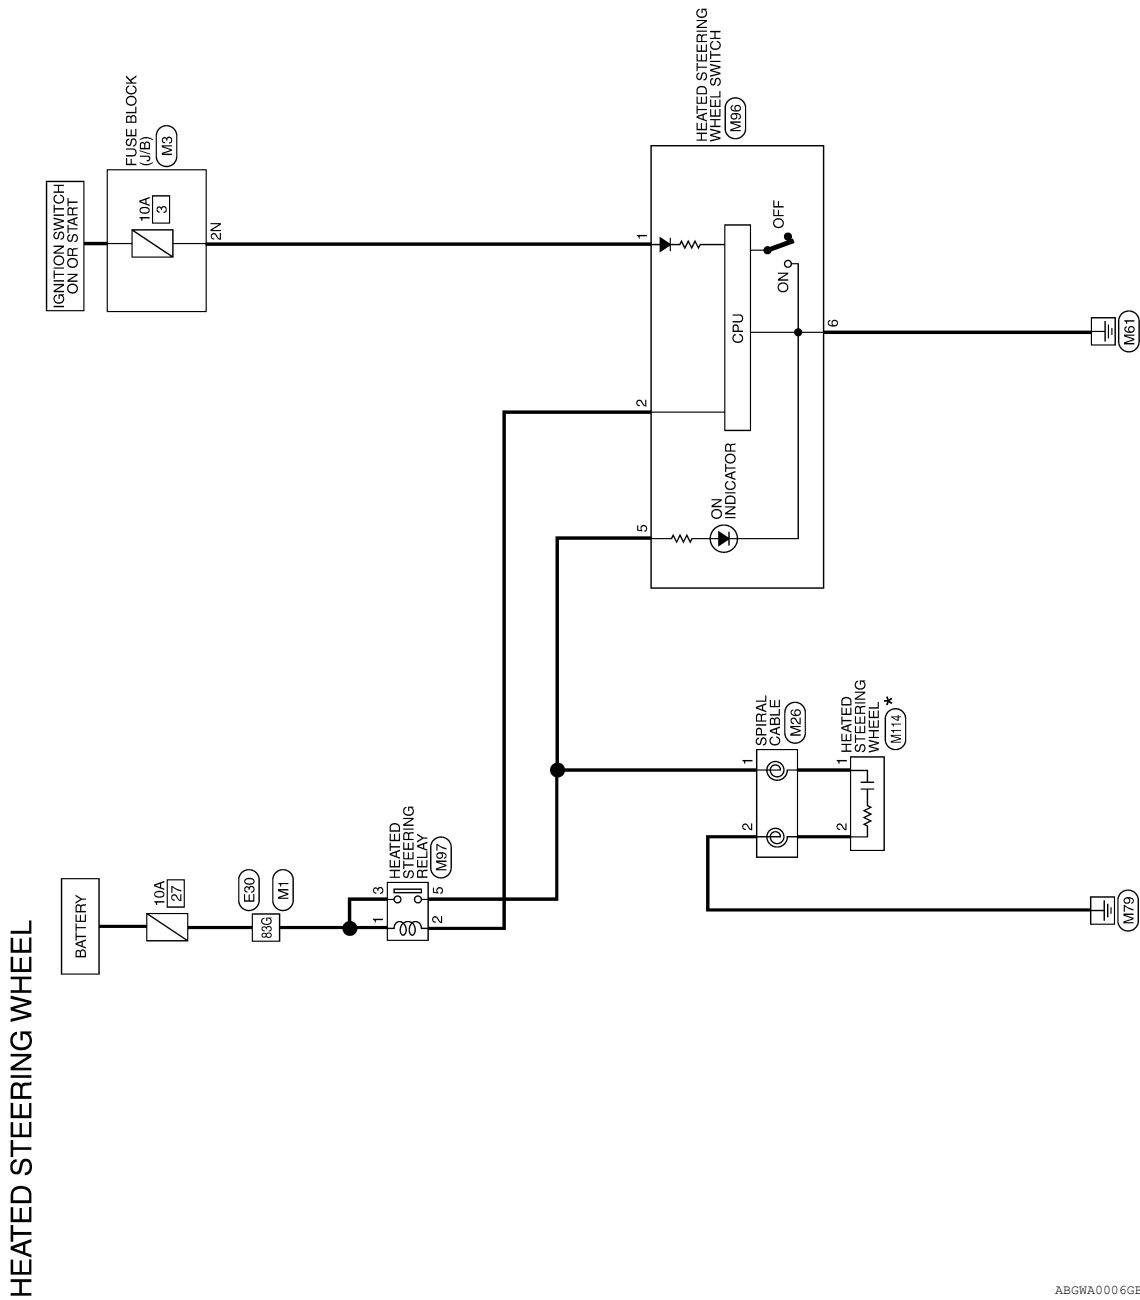 HEATED STEERING WHEEL
BATTERY
10A
27
E30
M1
83G
3
1
5
2
HEATED
STEERING
RELAY
M97
IGNITION SWITCH
ON OR START
FUSE BLOCK
(J/B)
M3
10A
3
2N
HEATED STEERING
WHEEL SWITCH
M96
1
2
5
6
CPU
OFF
ON
ON
INDICATOR
M61
SPIRAL
CABLE
M26
1
2
HEATED
STEERING
WHEEL *
M114
1
2
M79
ABGWA0006GE